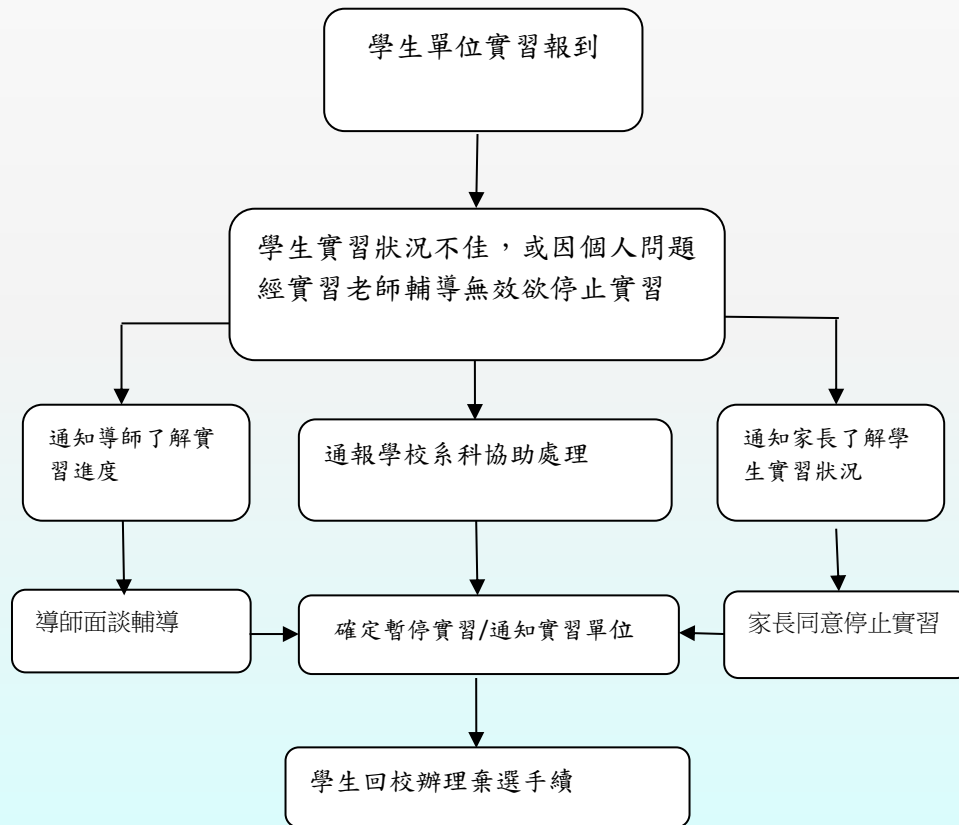 學生單位實習報到
學生實習狀況不佳，或因個人問題
經實習老師輔導無效欲停止實習
通知導師了解實
習進度
通報學校系科協助處理
通知家長了解學
生實習狀況
導師面談輔導
確定暫停實習/通知實習單位
家長同意停止實習
學生回校辦理棄選手續